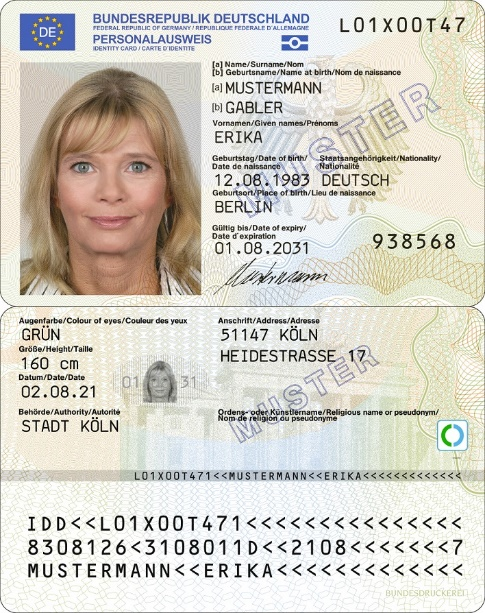 DE
BUNDESREPUBLIK DEUTSCHLAND
FEDERAL REPUBLIC OF GERMANY / RÉPUBLIQUE FÉDÉRALE D'ALLEMAGNE
PERSONALAUSWEIS
IDENTITY CARD / CARTE D'IDENTITÉ
L01X00T47
[a] Name/Surname/Nom
[b] Geburtsname/Name at birth/Nom de naissance
[a] MUSTERMANN
[b] GABLER
Vornamen/Given names/Prénoms
ERIKA
Geburtstag/Date of birth/ Staatsangehörigkeit/Nationality/
Date de naissance Nationalité
12.08.1983 DEUTSCH
Geburtsort/Place of birth/Lieu de naissance
BERLIN
Gültig bis/Date of expiry/
Date d'expiration
01.08.2031 938568
Mustermann
MUSTER
Augenfarbe/Colour of eyes/Couleur des yeux Anschrift/Address/Adresse
GRÜN 51147 KÖLN
Größe/Height/Taille HEIDESTRASSE 17
160 cm
Datum/Date/Date
02.08.21
01 31
Behörde/Authority/Autorité Ordens- oder Künstlername/Religious name or pseudonym/
Nom de religion ou pseudonyme
STADT KÖLN
MUSTER
L01X00T471<<MUSTERMANN<<ERIKA<<<<<<<<<<<<<
IDD<<L01X00T471<<<<<<<<<<<<<<<
8308126<3108011D<<2108<<<<<<<7
MUSTERMANN<<ERIKA<<<<<<<<<<<<<
BUNDESDRUCKEREI